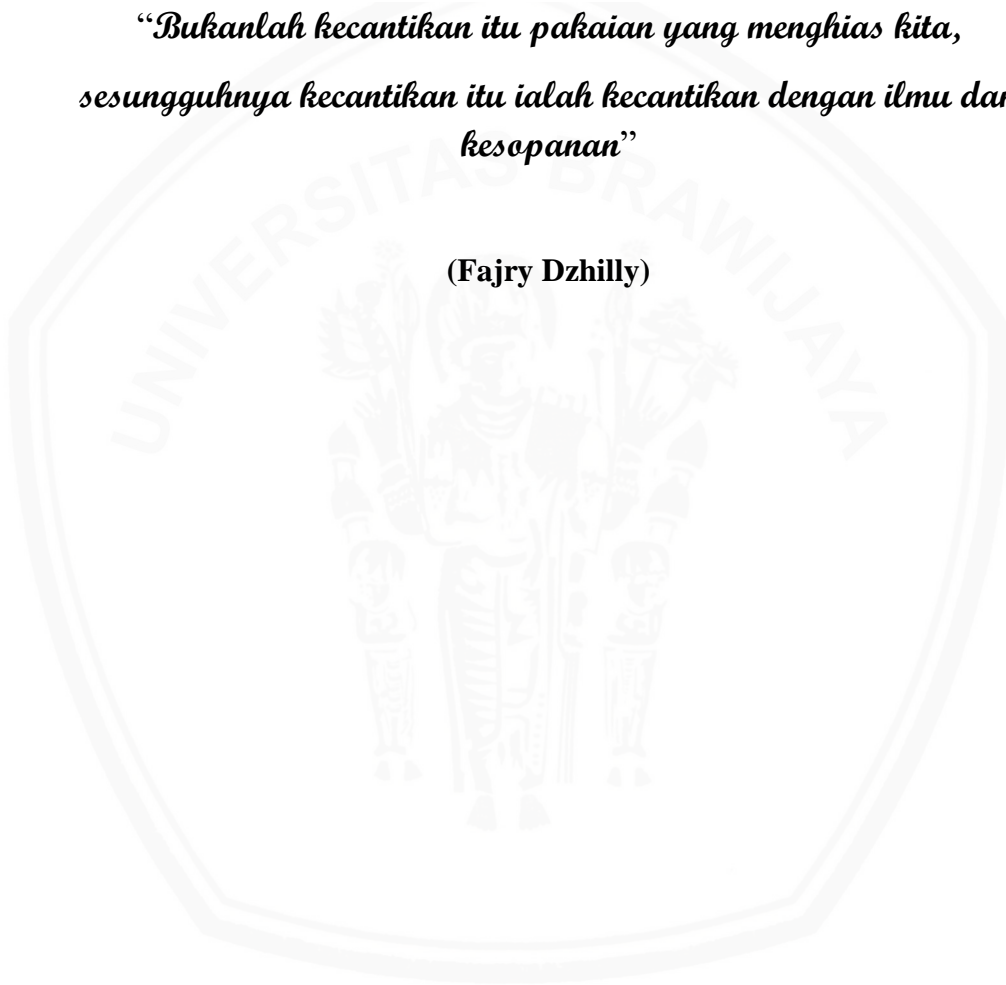 “Bukanlah kecantikan itu pakaian yang menghias kita,
sesungguhnya kecantikan itu ialah kecantikan dengan ilmu dan
kesopanan”
(Fajry Dzhilly)
UNIVERSITAS BRAWIJAYA